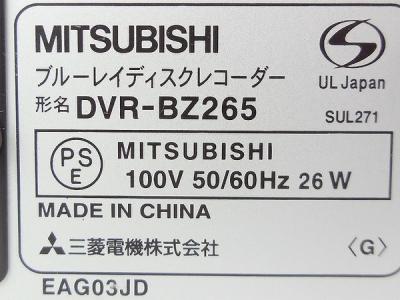 MITSUBISHI
ブルーレイディスクレコーダー
形名 DVR-BZ265
UL Japan
SUL271
PS
E
MITSUBISHI
100V 50/60Hz 26 W
MADE IN CHINA
三菱電機株式会社
〈G〉
EAG03JD